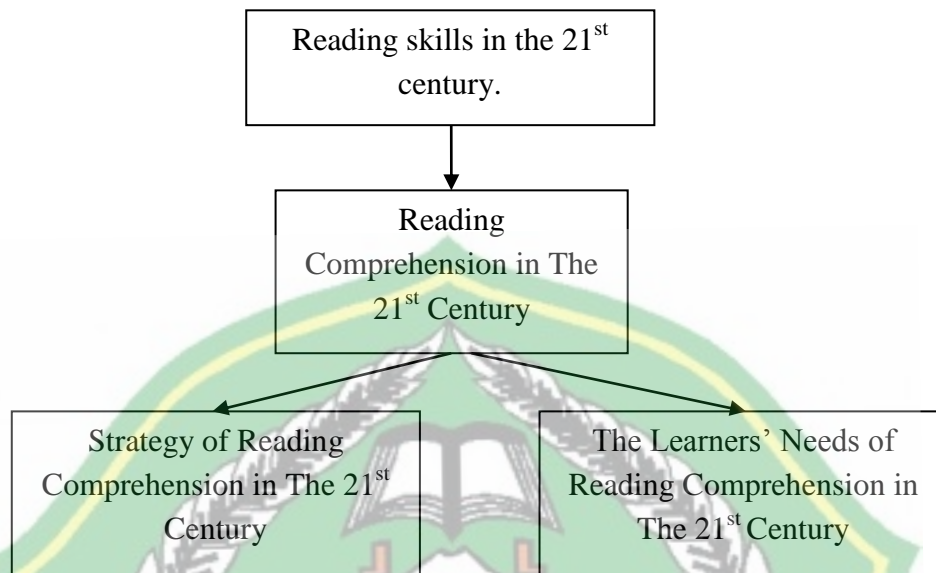 Reading skills in the 21st
century.
Reading
Comprehension in The
21st Century
Strategy of Reading
Comprehension in The 21st
Century
The Learners’ Needs of
Reading Comprehension in
The 21st Century